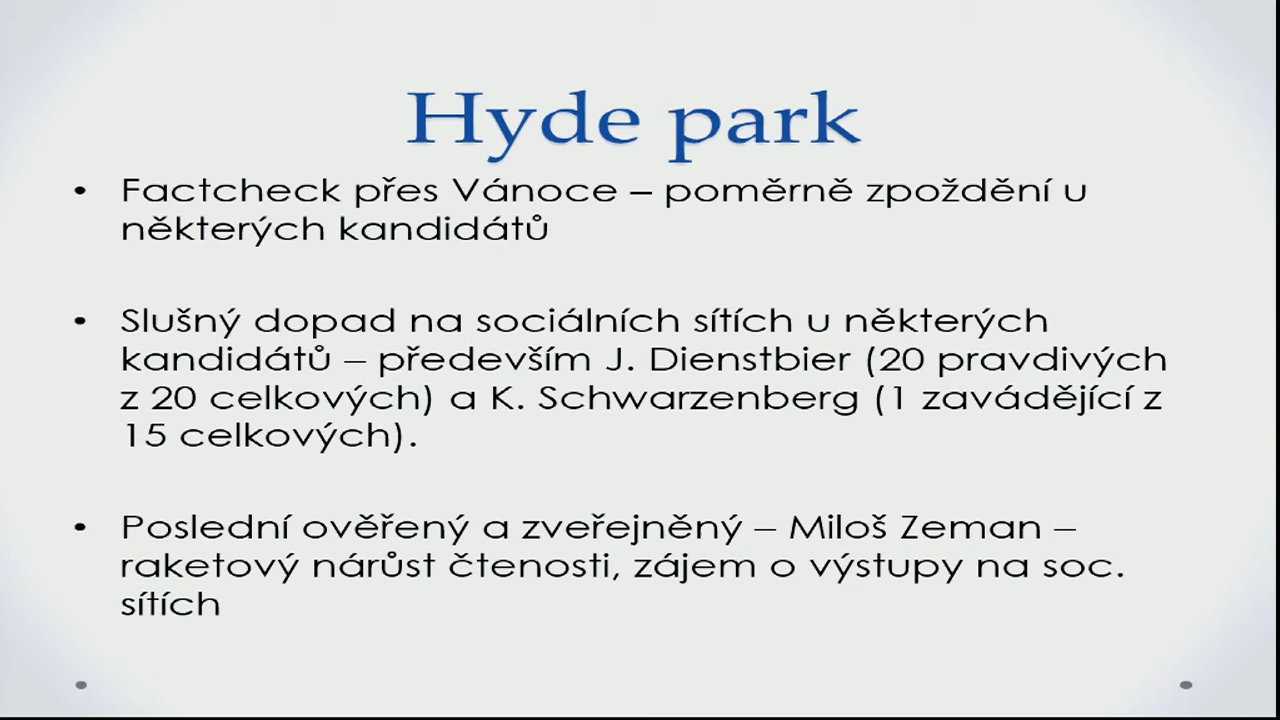 Hyde park
• Factcheck přes Vánoce – poměrně zpoždění u
některých kandidátů
• Slušný dopad na sociálních sítích u některých
kandidátů – především J. Dienstbier (20 pravdivých
z 20 celkových) a K. Schwarzenberg (1 zavádějící z
15 celkových).
• Poslední ověřený a zveřejněný – Miloš Zeman –
raketový nárůst čtenosti, zájem o výstupy na soc.
sítích